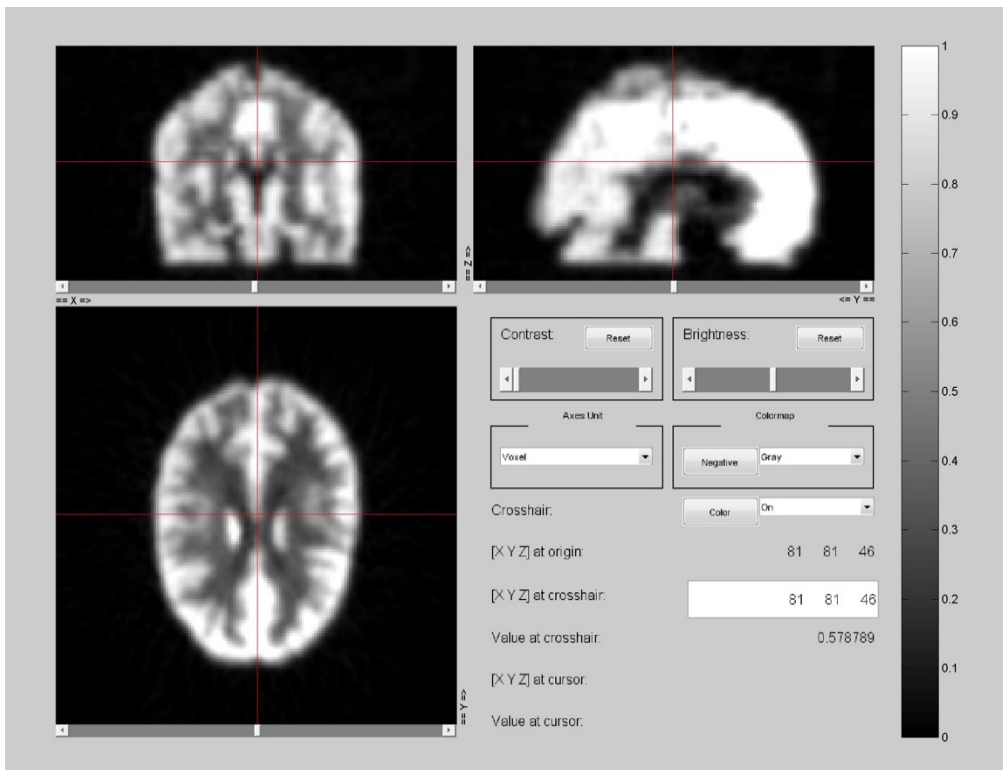 == Z =>
== X =>
<= Y ==
Contrast:
Reset
Brightness:
Reset
Axes Unit
Colormap
Voxel
Negative
Gray
Crosshair:
Color
On
[X Y Z] at origin:
81 81 46
[X Y Z] at crosshair:
81 81 46
Value at crosshair:
0.578789
[X Y Z] at cursor:
Value at cursor:
== Y =>
1
0.9
0.8
0.7
0.6
0.5
0.4
0.3
0.2
0.1
0